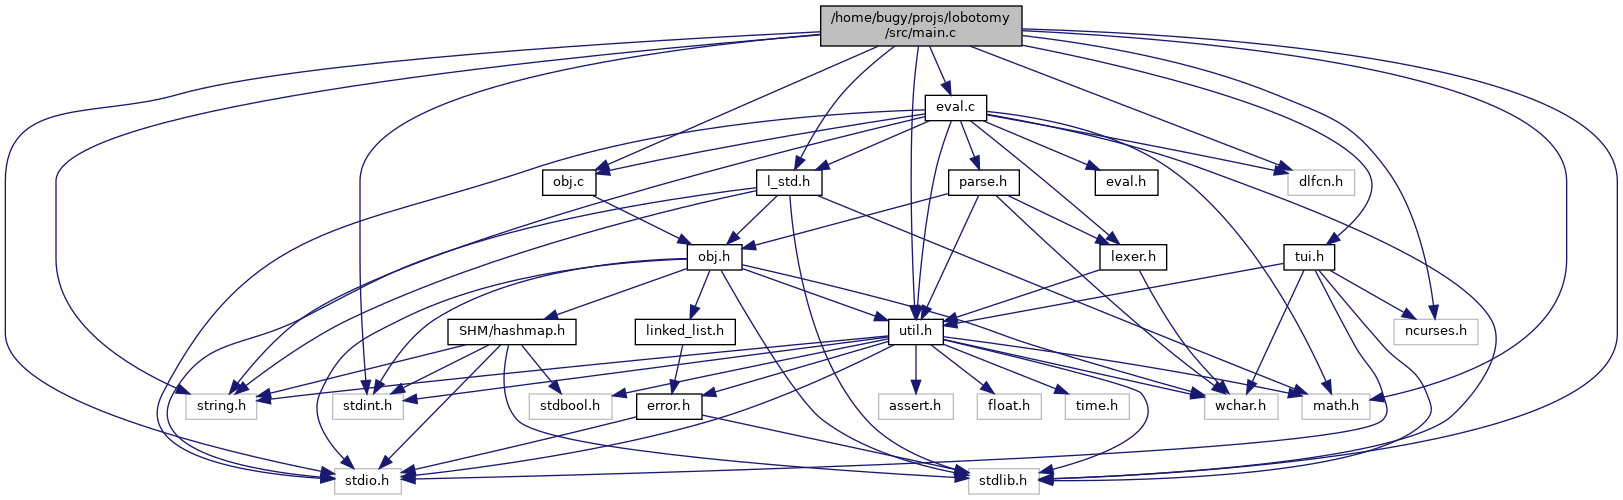 /home/bugy/projs/lobotomy
/src/main.c
eval.c
obj.c
l_std.h
parse.h
eval.h
dlfcn.h
obj.h
lexer.h
tui.h
SHM/hashmap.h
linked_list.h
util.h
ncurses.h
string.h
stdint.h
stdbool.h
error.h
assert.h
float.h
time.h
wchar.h
math.h
stdio.h
stdlib.h